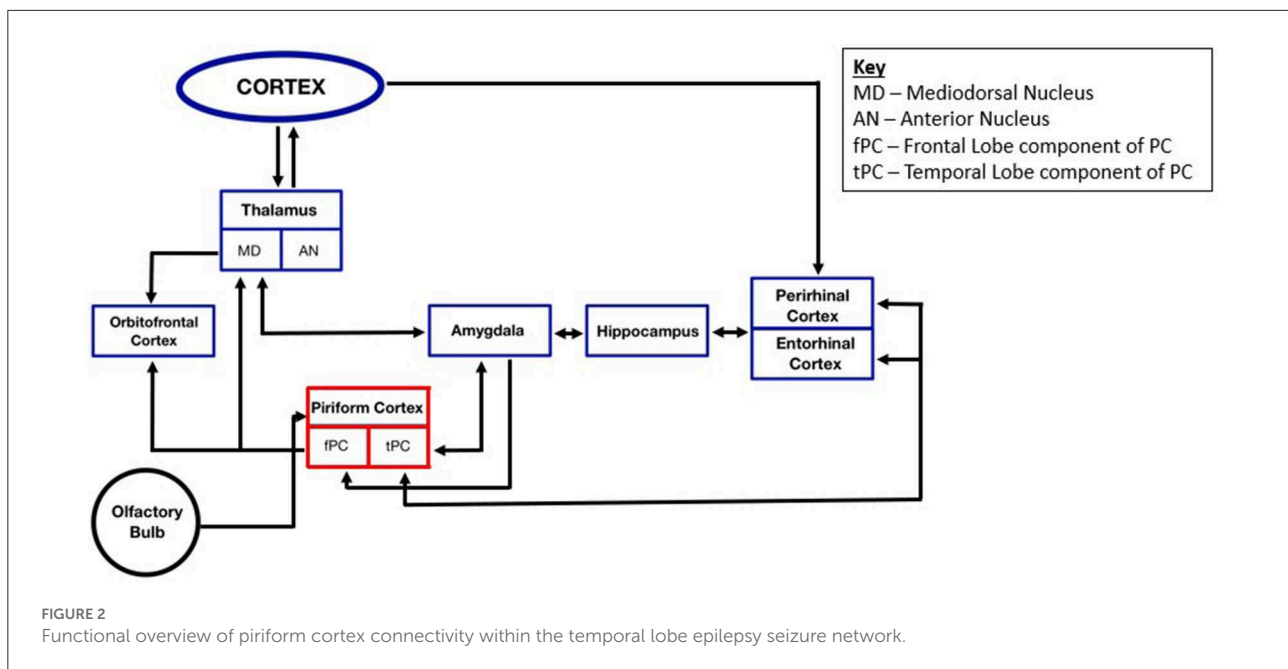 CORTEX
Key
MD – Mediodorsal Nucleus
AN – Anterior Nucleus
fPC – Frontal Lobe component of PC
tPC – Temporal Lobe component of PC
Thalamus
MD
AN
Orbitofrontal
Cortex
Amygdala
Hippocampus
Perirhinal
Cortex
Entorhinal
Cortex
Piriform Cortex
fPC
tPC
Olfactory
Bulb
FIGURE 2
Functional overview of piriform cortex connectivity within the temporal lobe epilepsy seizure network.